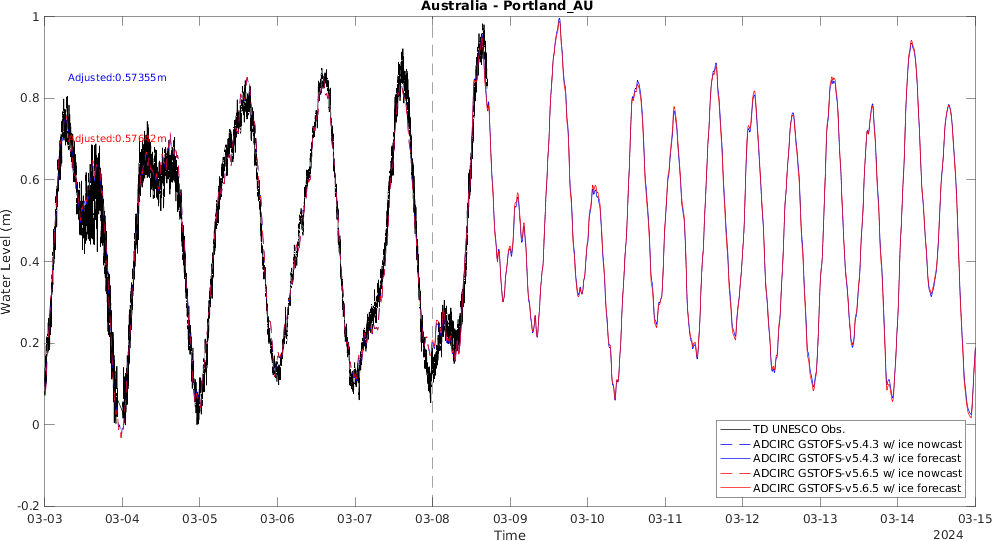 Australia - Portland_AU
1
0.8
0.6
0.4
0.2
0
-0.2
Water Level (m)
Adjusted:0.57355m
03-03 03-04 03-05 03-06 03-07 03-08 03-09 03-10 03-11 03-12 03-13 03-14 03-15
Time
2024
TD UNESCO Obs.
ADCIRC GSTOFS-v5.4.3 w/ ice nowcast
ADCIRC GSTOFS-v5.4.3 w/ ice forecast
ADCIRC GSTOFS-v5.6.5 w/ ice nowcast
ADCIRC GSTOFS-v5.6.5 w/ ice forecast